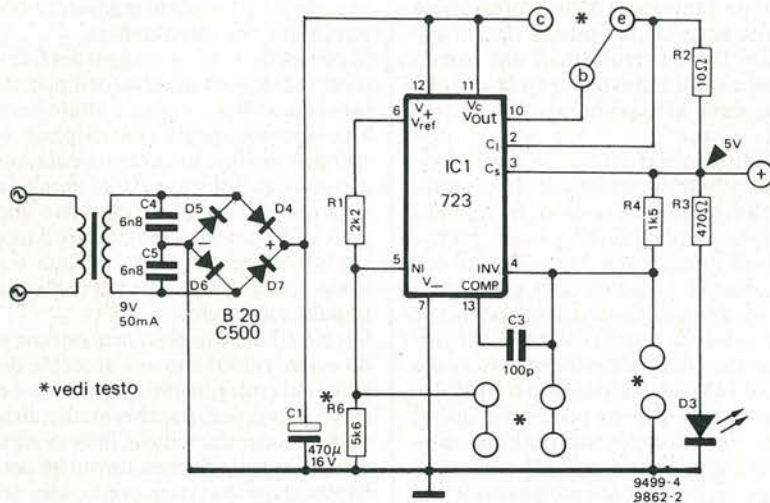 c
*
e
R2
10Ω
b
12
11
V+
Vc
6
Vref
Vout
10
C1
2
Cs
3
5V
+
IC1
723
R1
2k2
R4
1k5
R3
470Ω
C4
6n8
C5
6n8
D5
D4
D6
D7
+
5
NI
INV.
4
V–
COMP.
7
13
9V
50mA
B 20
C500
C3
100p
*vedi testo
C1
*
470µ
16V
R6
5k6
*
*
D3
9499-4
9862-2